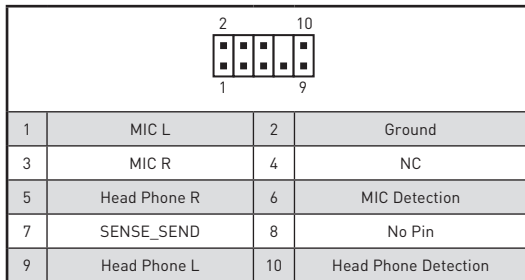 2 10
1 9
1 MIC L 2 Ground
3 MIC R 4 NC
5 Head Phone R 6 MIC Detection
7 SENSE_SEND 8 No Pin
9 Head Phone L 10 Head Phone Detection